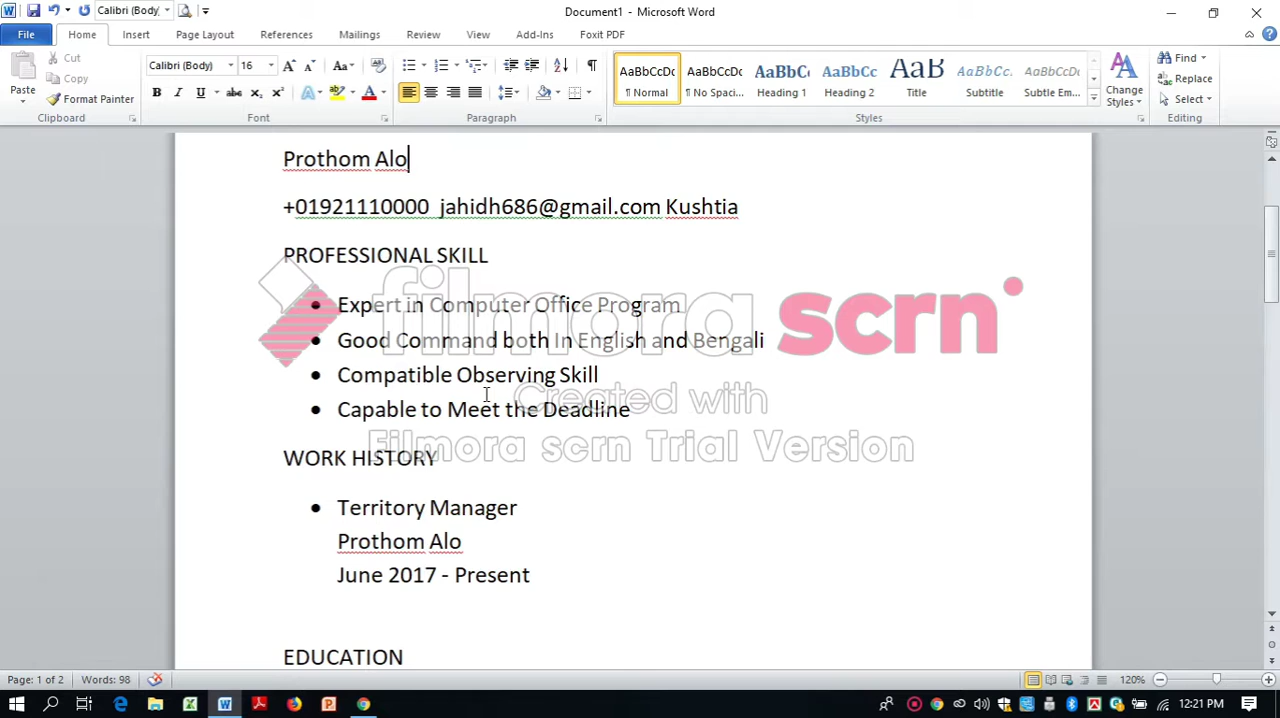 Calibri (Body)
Document1 - Microsoft Word
File Home Insert Page Layout References Mailings Review View Add-Ins Foxit PDF
Paste
Cut
Copy
Format Painter
Clipboard
Calibri (Body) 16
Font
Paragraph
AaBbCcDc AaBbCcDc AaBbCc AaBbCc AaB AaBbCcI AaBbCcDc
¶ Normal ¶ No Spaci... Heading 1 Heading 2 Title Subtitle Subtle Em...
Styles
Change
Styles
Find
Replace
Select
Editing
Prothom Alo
+01921110000 jahidh686@gmail.com Kushtia
PROFESSIONAL SKILL
• Expert in Computer Office Program
• Good Command both In English and Bengali
• Compatible Observing Skill
• Capable to Meet the Deadline
filmora scrn
Created with
Filmora scrn Trial Version
WORK HISTORY
• Territory Manager
Prothom Alo
June 2017 - Present
EDUCATION
Page: 1 of 2 Words: 98 120%
12:21 PM